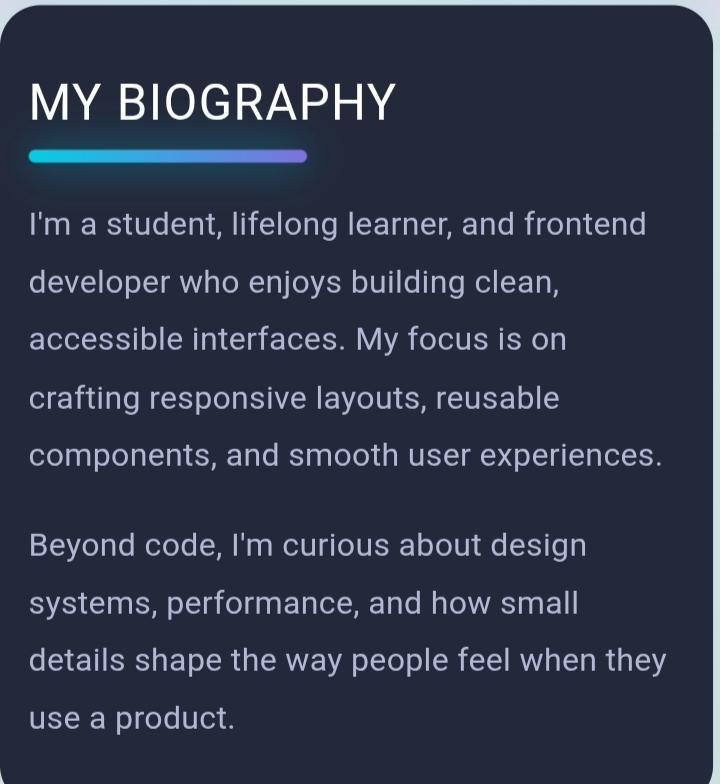 MY BIOGRAPHY
I'm a student, lifelong learner, and frontend
developer who enjoys building clean,
accessible interfaces. My focus is on
crafting responsive layouts, reusable
components, and smooth user experiences.
Beyond code, I'm curious about design
systems, performance, and how small
details shape the way people feel when they
use a product.